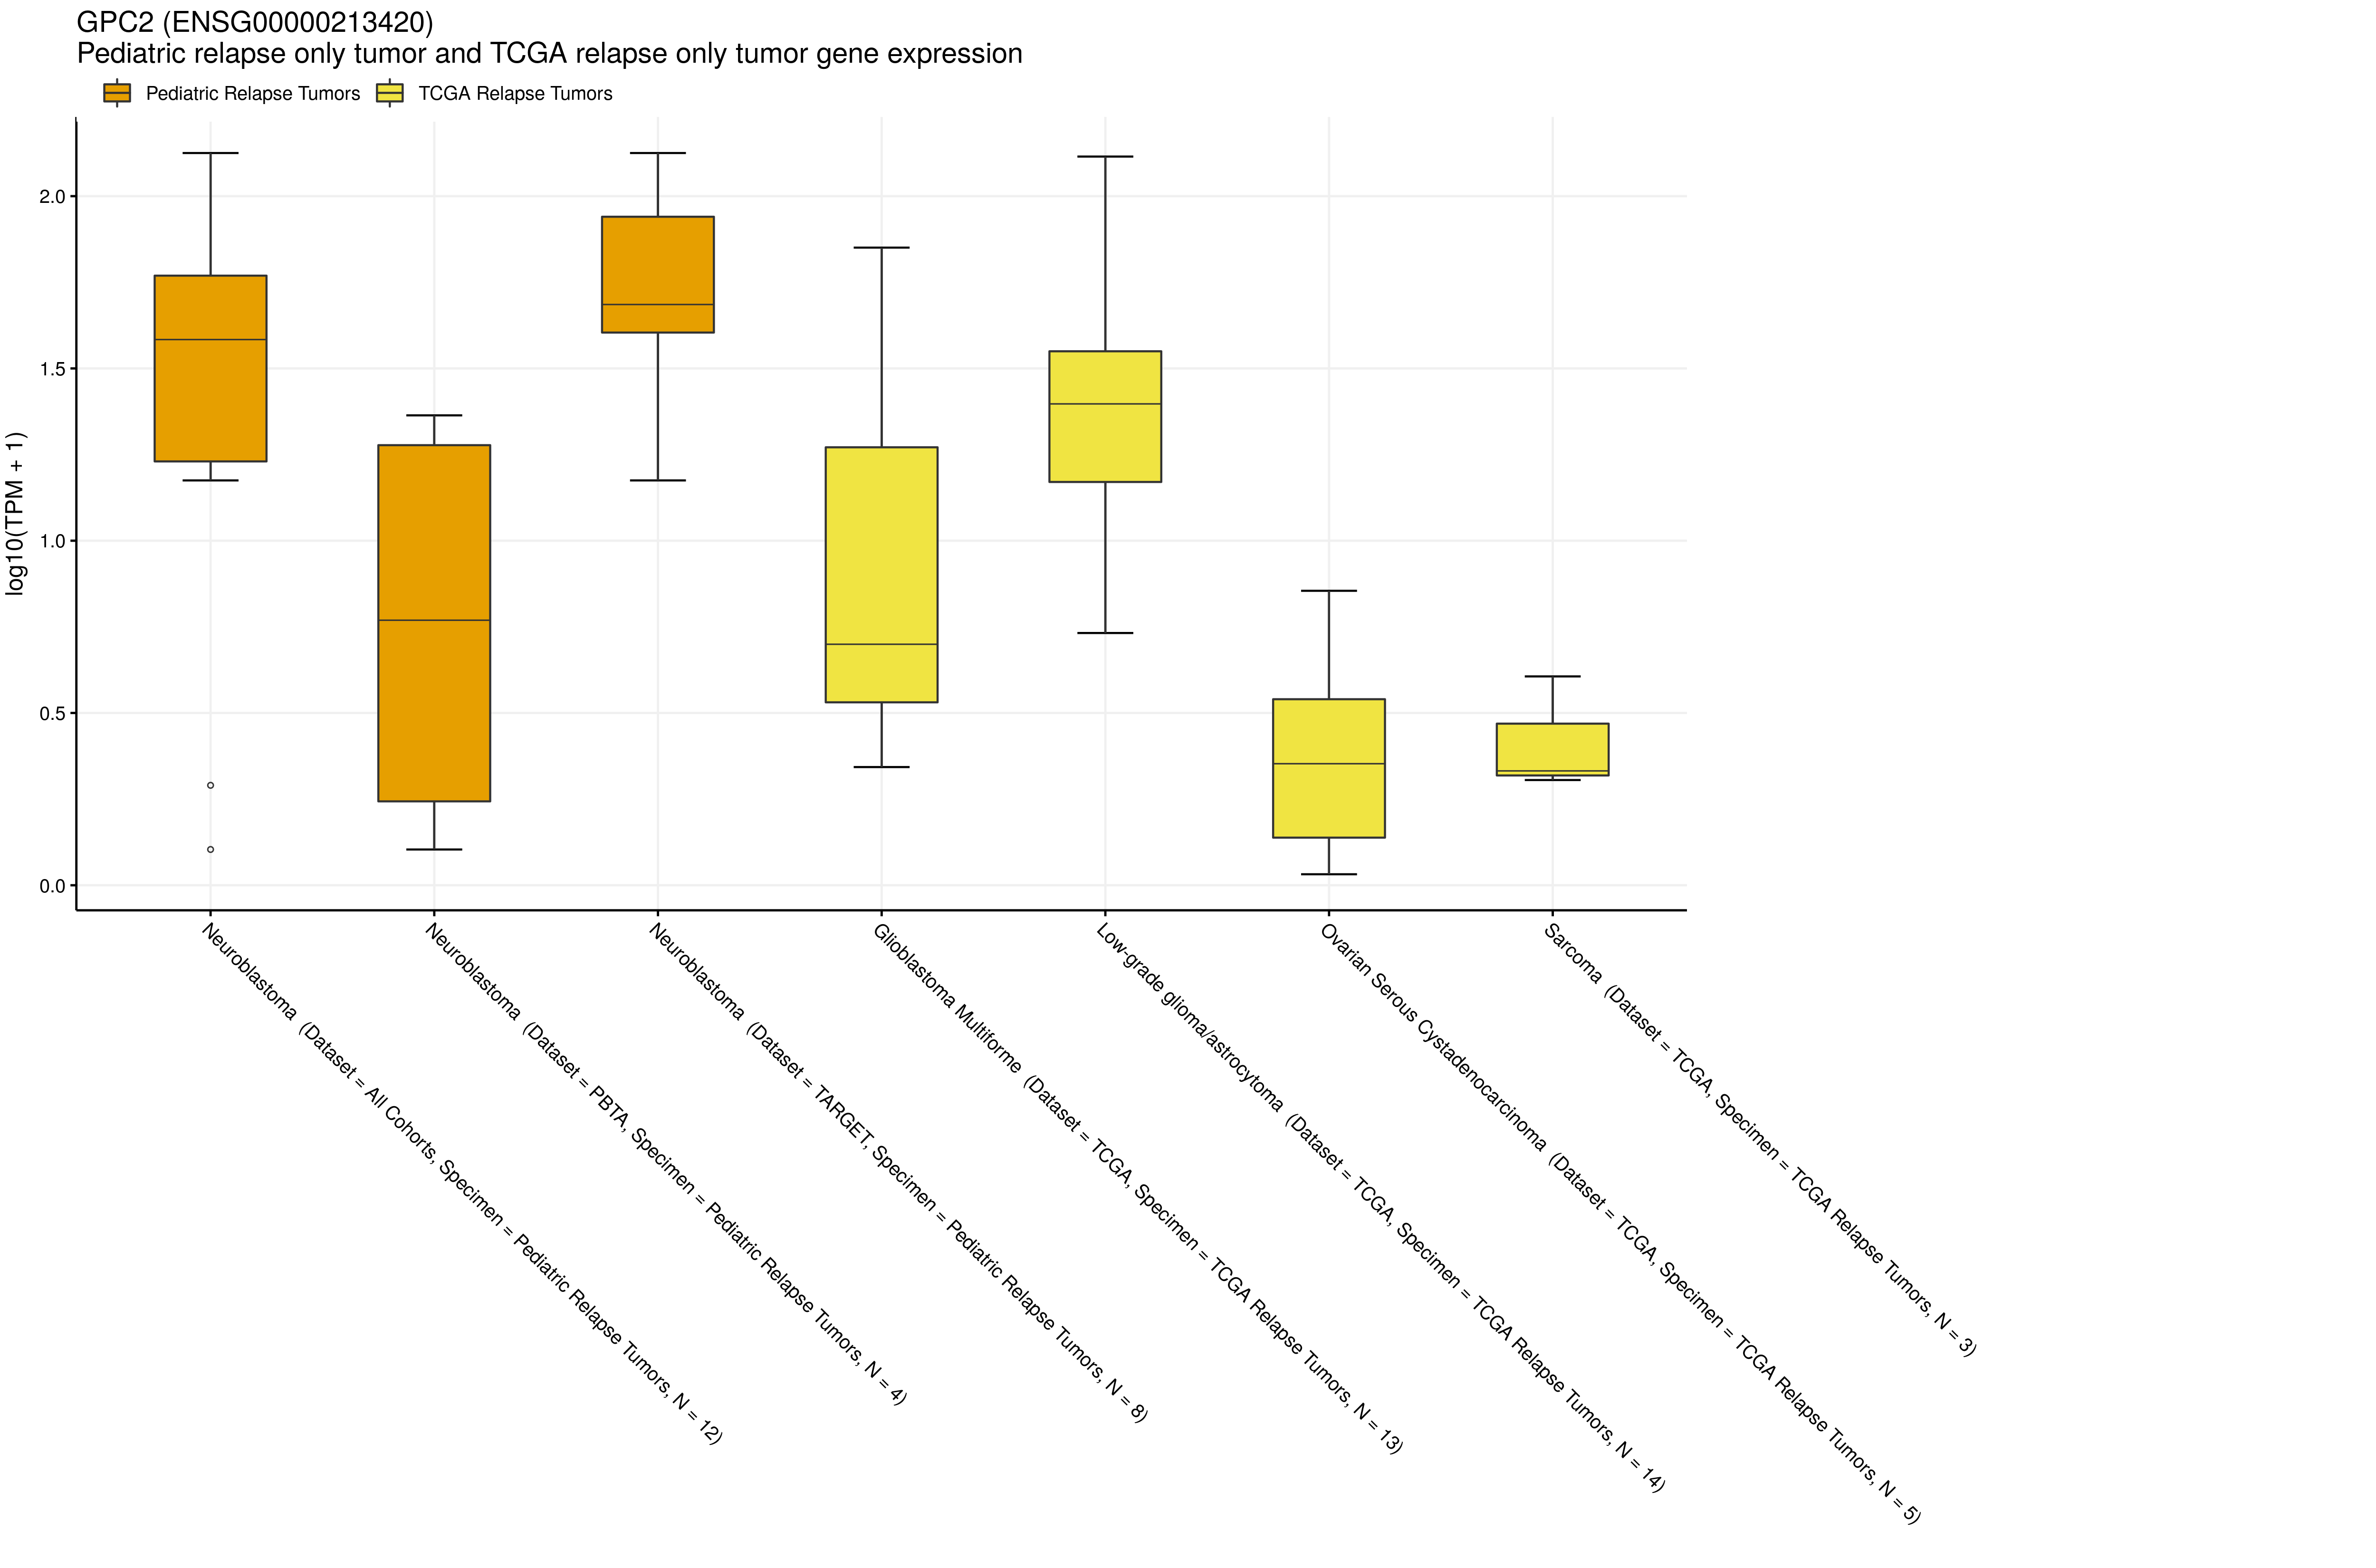 GPC2 (ENSG00000213420)
Pediatric relapse only tumor and TCGA relapse only tumor gene expression
Pediatric Relapse Tumors
TCGA Relapse Tumors
log10(TPM + 1)
2.0
1.5
1.0
0.5
0.0
Neuroblastoma (Dataset = All Cohorts, Specimen = Pediatric Relapse Tumors, N = 12)
Neuroblastoma (Dataset = PBTA, Specimen = Pediatric Relapse Tumors, N = 4)
Neuroblastoma (Dataset = TARGET, Specimen = Pediatric Relapse Tumors, N = 8)
Glioblastoma Multiforme (Dataset = TCGA, Specimen = TCGA Relapse Tumors, N = 13)
Low-grade glioma/astrocytoma (Dataset = TCGA, Specimen = TCGA Relapse Tumors, N = 14)
Ovarian Serous Cystadenocarcinoma (Dataset = TCGA, Specimen = TCGA Relapse Tumors, N = 5)
Sarcoma (Dataset = TCGA, Specimen = TCGA Relapse Tumors, N = 3)